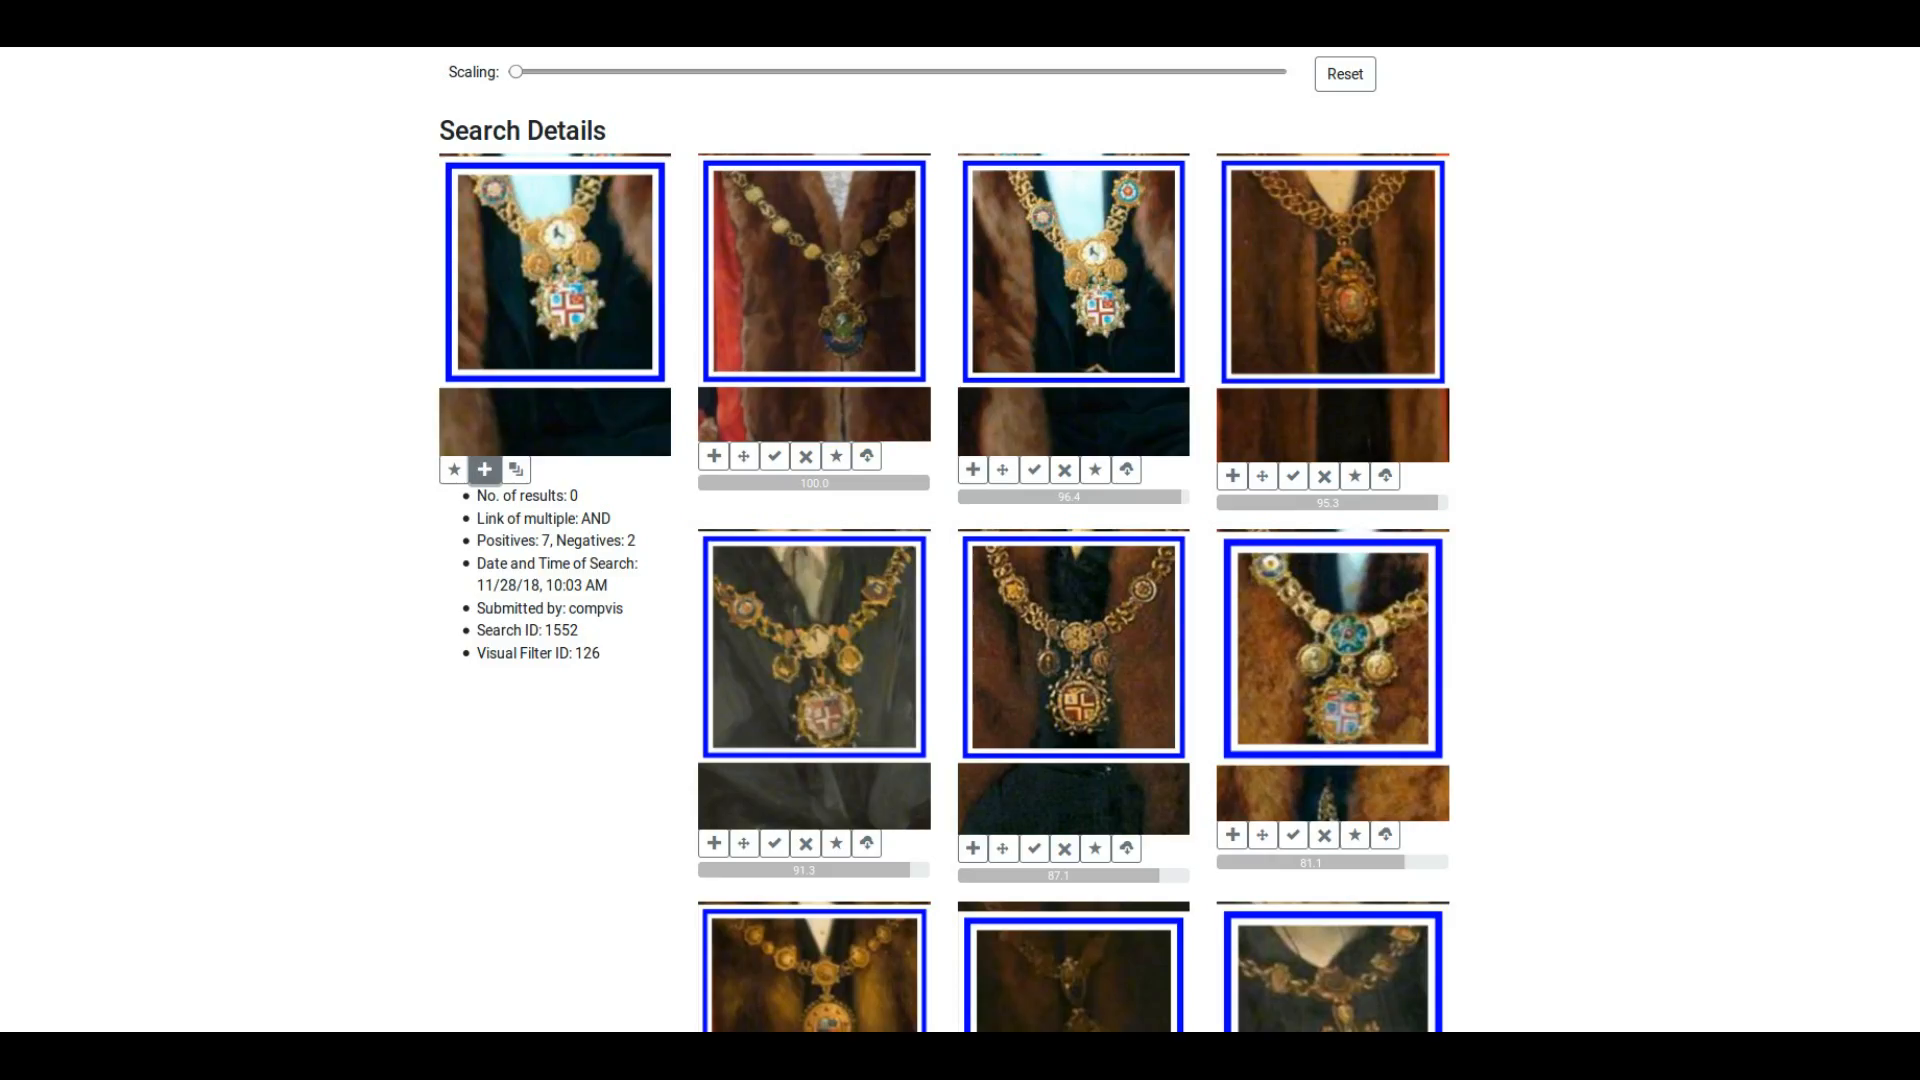 Scaling:
Reset
Search Details
No. of results: 0
Link of multiple: AND
Positives: 7, Negatives: 2
Date and Time of Search:
11/28/18, 10:03 AM
Submitted by: compvis
Search ID: 1552
Visual Filter ID: 126
100.0
96.4
95.3
91.3
87.1
81.1